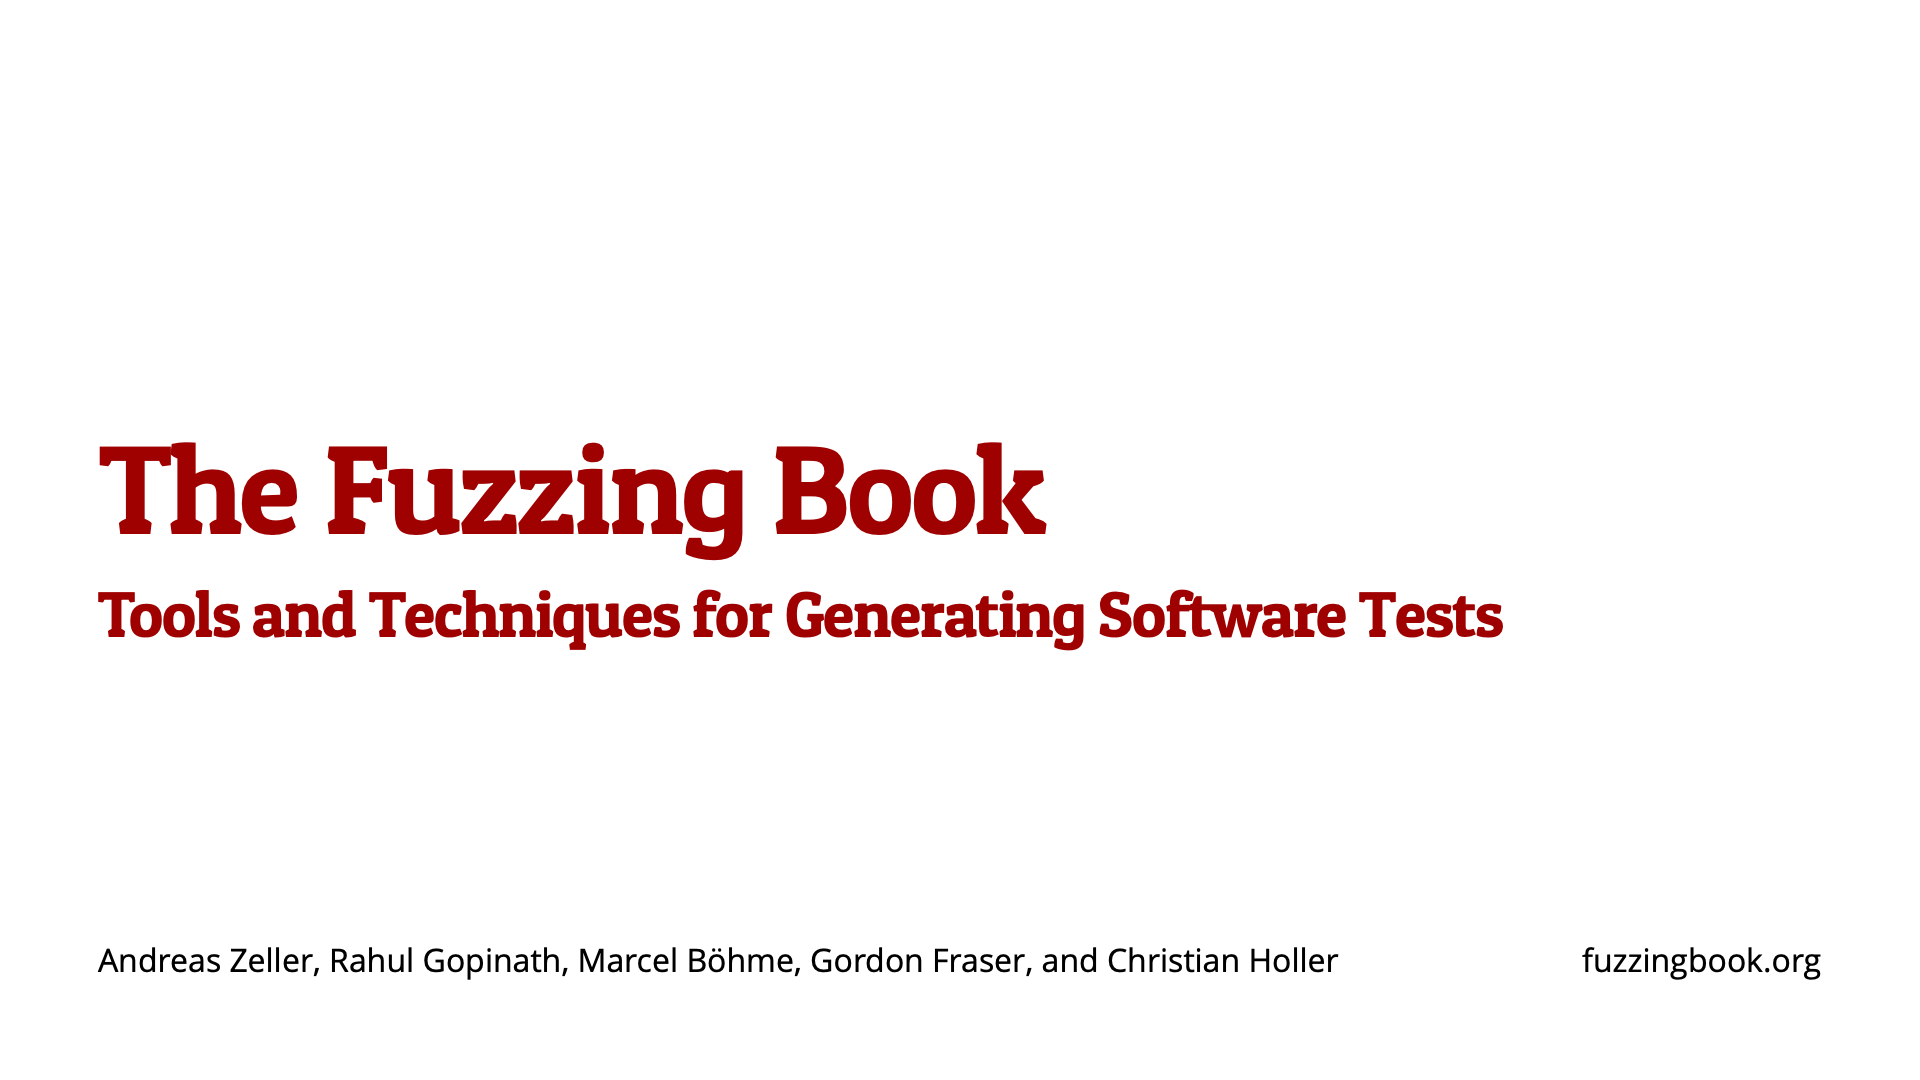 The Fuzzing Book
Tools and Techniques for Generating Software Tests
Andreas Zeller, Rahul Gopinath, Marcel Böhme, Gordon Fraser, and Christian Holler
fuzzingbook.org